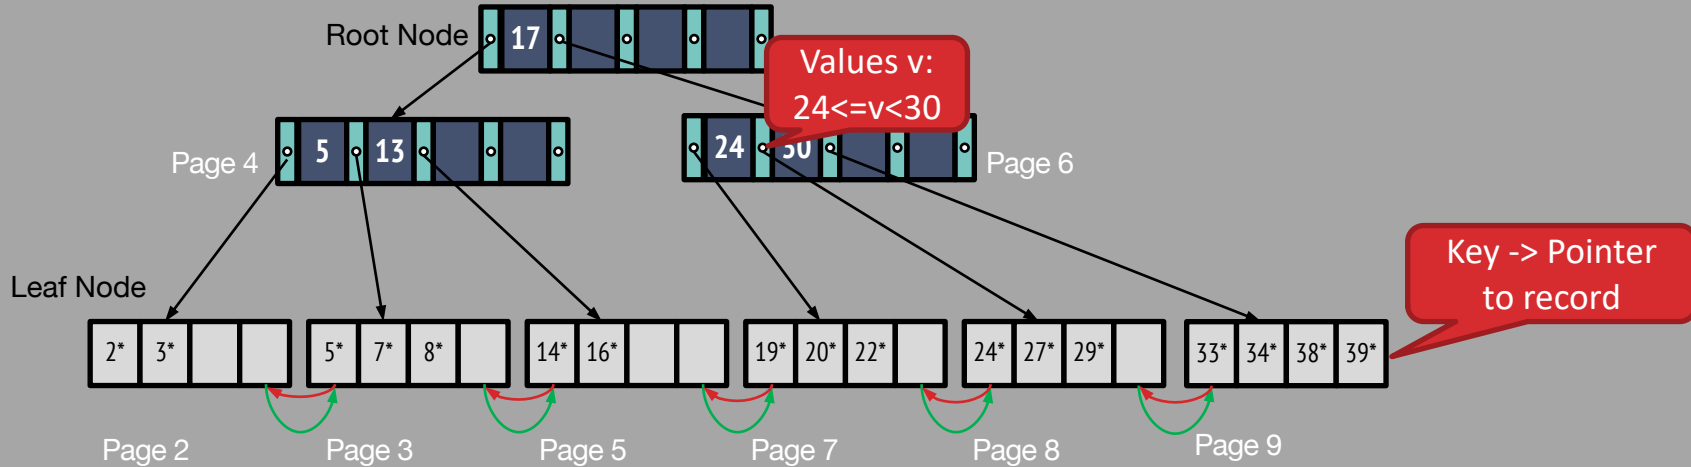 Root Node
17
Values v:
24<=v<30
Page 4
5 13
24 30
Page 6
Key -> Pointer
to record
Leaf Node
2* 3*
5* 7* 8*
14* 16*
19* 20* 22*
24* 27* 29*
33* 34* 38* 39*
Page 2
Page 3
Page 5
Page 7
Page 8
Page 9